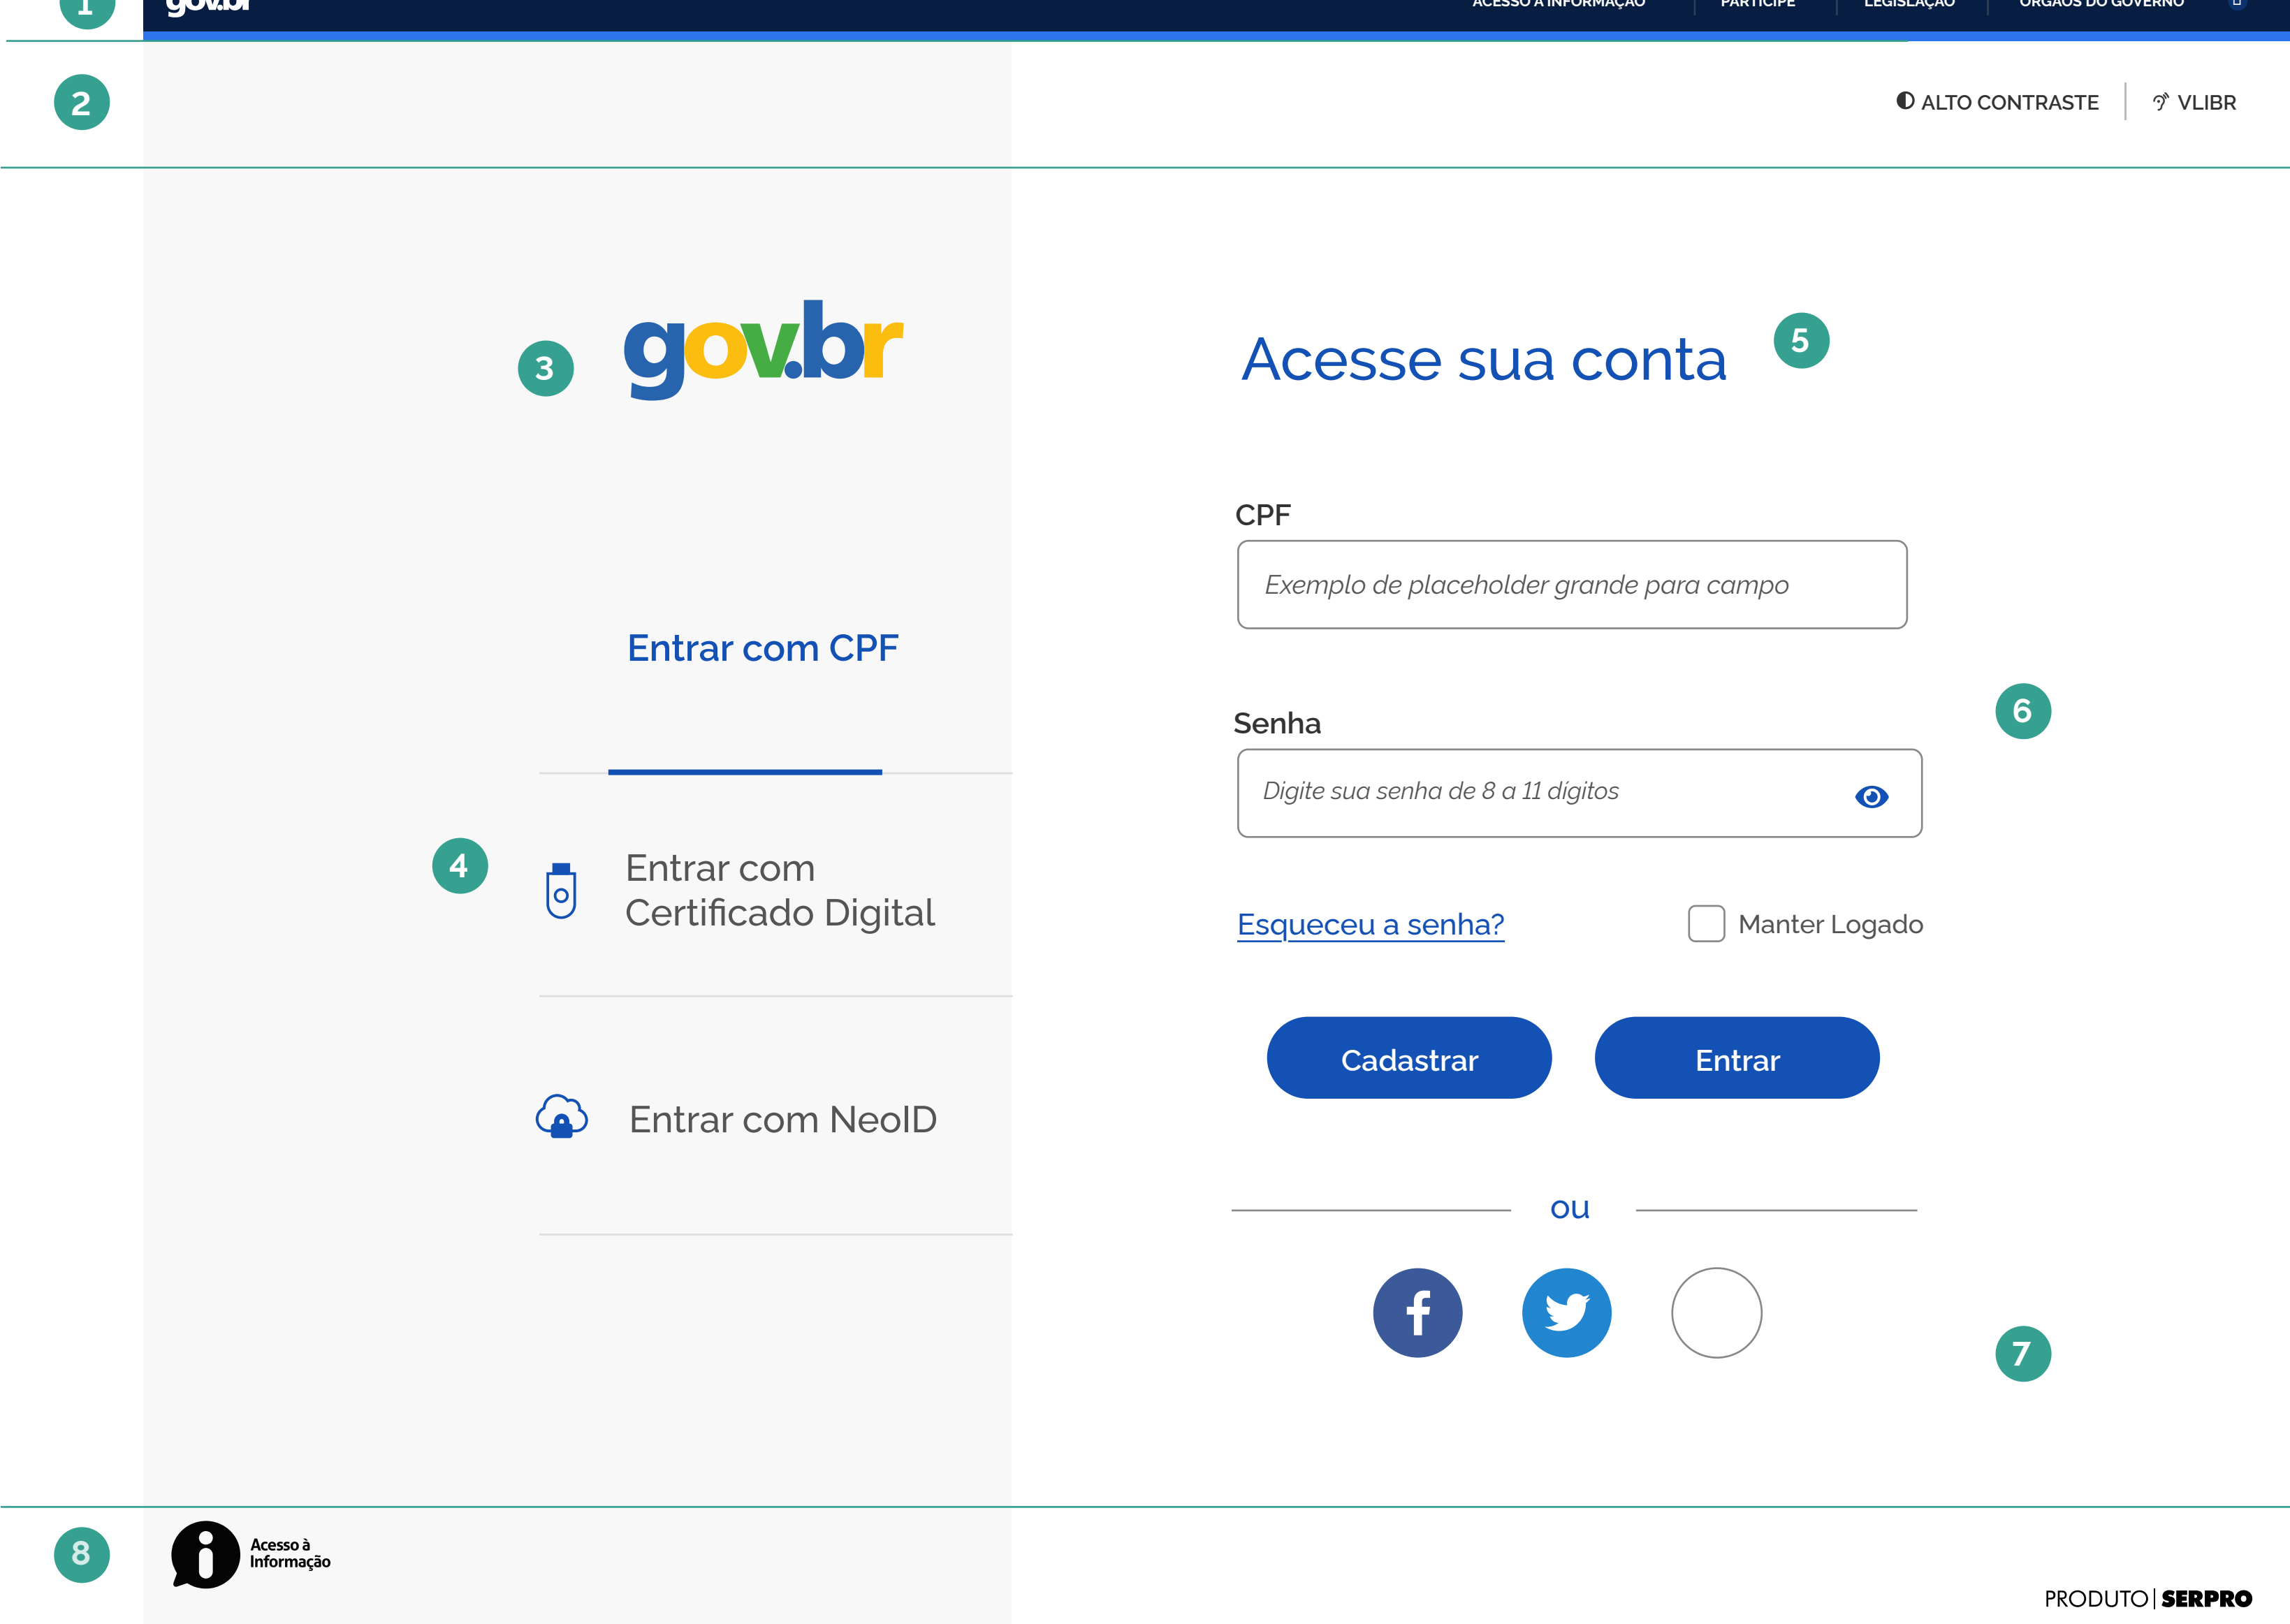 1
gov.br
ACESSO À INFORMAÇÃO
PARTICIPE
LEGISLAÇÃO
ÓRGÃOS DO GOVERNO
2
ALTO CONTRASTE
VLIBR
3
gov.br
Entrar com CPF
4
Entrar com
Certificado Digital
Entrar com NeoID
Acesse sua conta
5
CPF
Exemplo de placeholder grande para campo
6
Senha
Digite sua senha de 8 a 11 dígitos
Esqueceu a senha?
Manter Logado
Cadastrar
Entrar
ou
f
7
8
i
Acesso à
Informação
PRODUTO | SERPRO